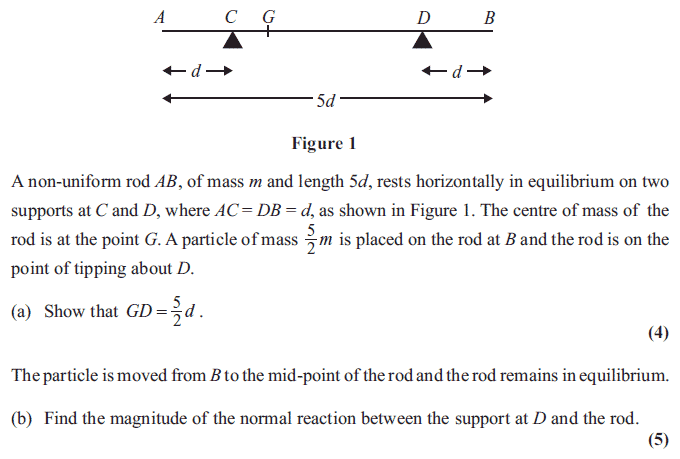 A C G D B
d d
5d
Figure 1
A non-uniform rod AB, of mass m and length 5d, rests horizontally in equilibrium on two
supports at C and D, where AC = DB = d, as shown in Figure 1. The centre of mass of the
rod is at the point G. A particle of mass 5/2 m is placed on the rod at B and the rod is on the
point of tipping about D.
(a) Show that GD = 5/2 d .
(4)
The particle is moved from B to the mid-point of the rod and the rod remains in equilibrium.
(b) Find the magnitude of the normal reaction between the support at D and the rod.
(5)